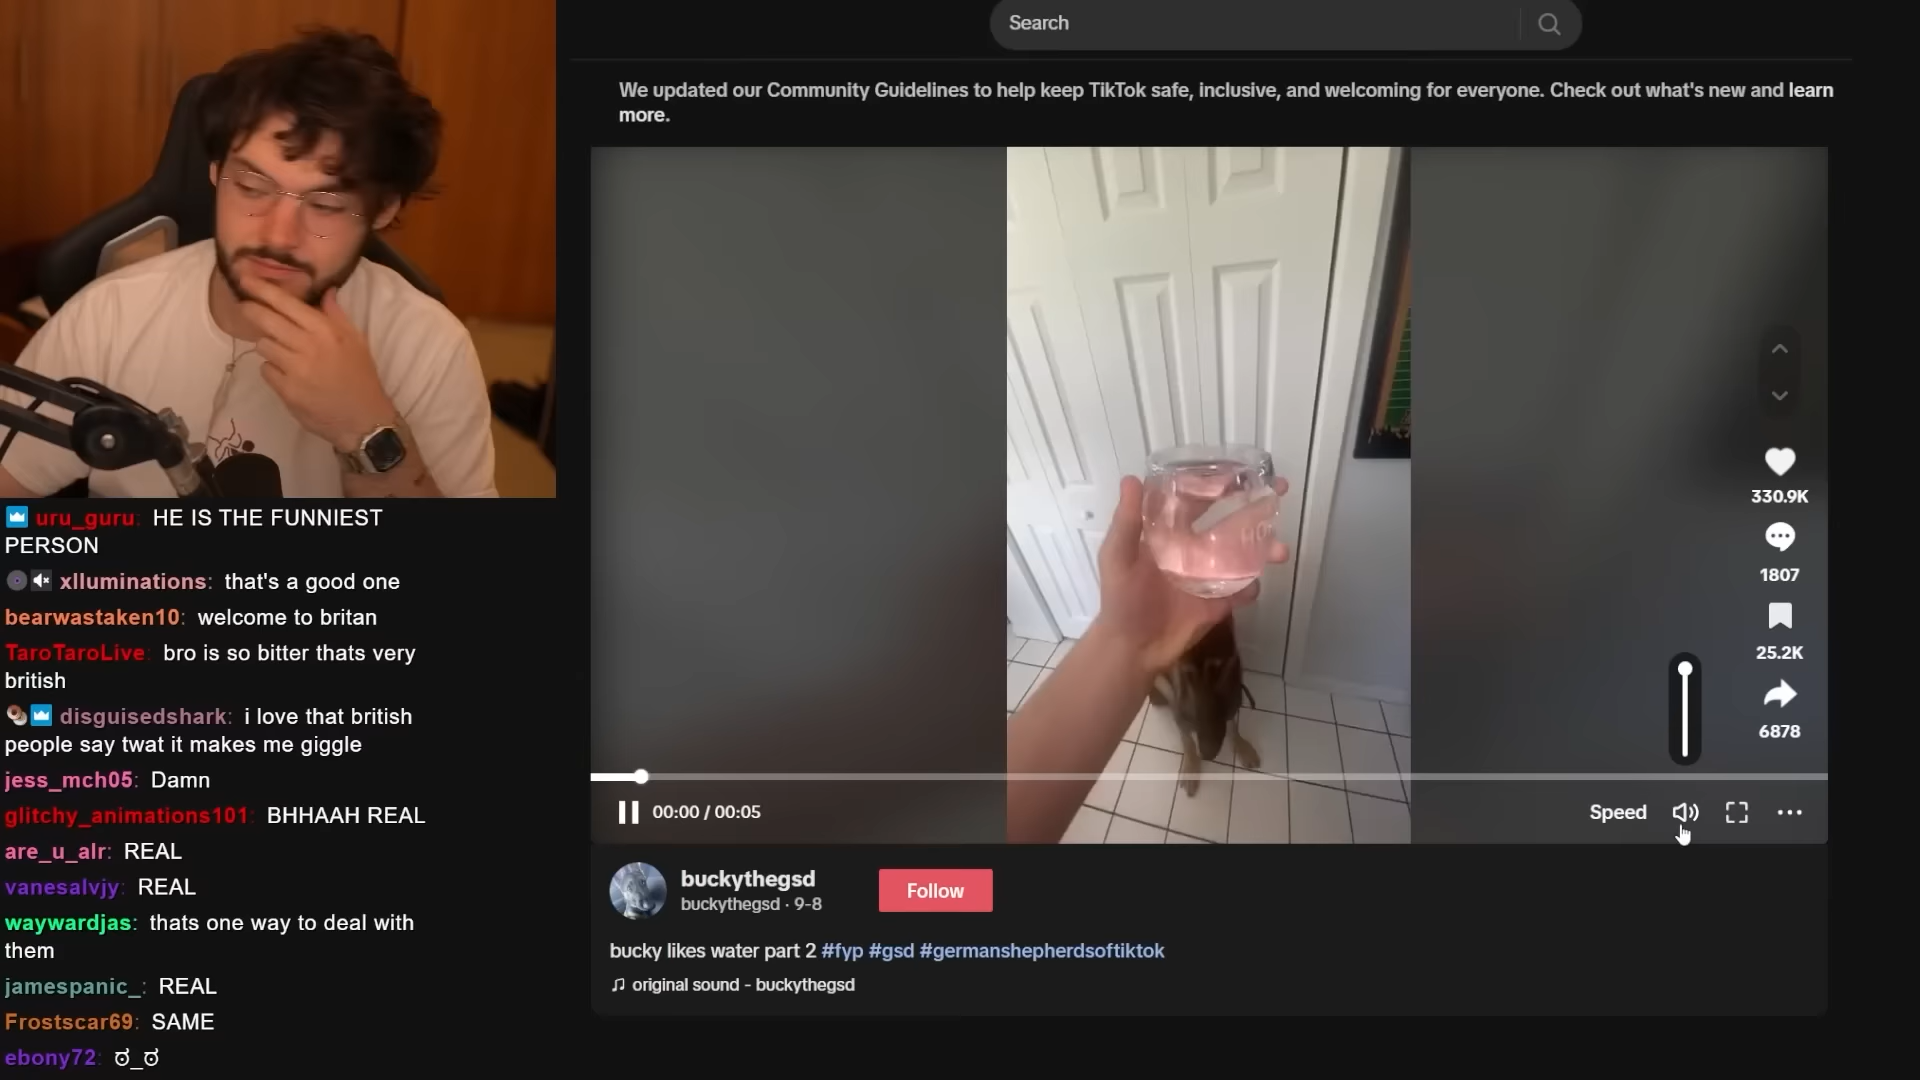 Search
We updated our Community Guidelines to help keep TikTok safe, inclusive, and welcoming for everyone. Check out what's new and learn
more.
330.9K
1807
25.2K
6878
00:00 / 00:05
Speed
buckythegsd
buckythegsd · 9-8
Follow
bucky likes water part 2 #fyp #gsd #germanshepherdsoftiktok
original sound - buckythegsd
uru_guru: HE IS THE FUNNIEST
PERSON
xlluminations: that's a good one
bearwastaken10: welcome to britan
TaroTaroLive: bro is so bitter thats very
british
disguisedshark: i love that british
people say twat it makes me giggle
jess_mch05: Damn
glitchy_animations101: BHHAAH REAL
are_u_alr: REAL
vanesalvjy: REAL
waywardjas: thats one way to deal with
them
jamespanic_: REAL
Frostscar69: SAME
ebony72: ಠ_ಠ